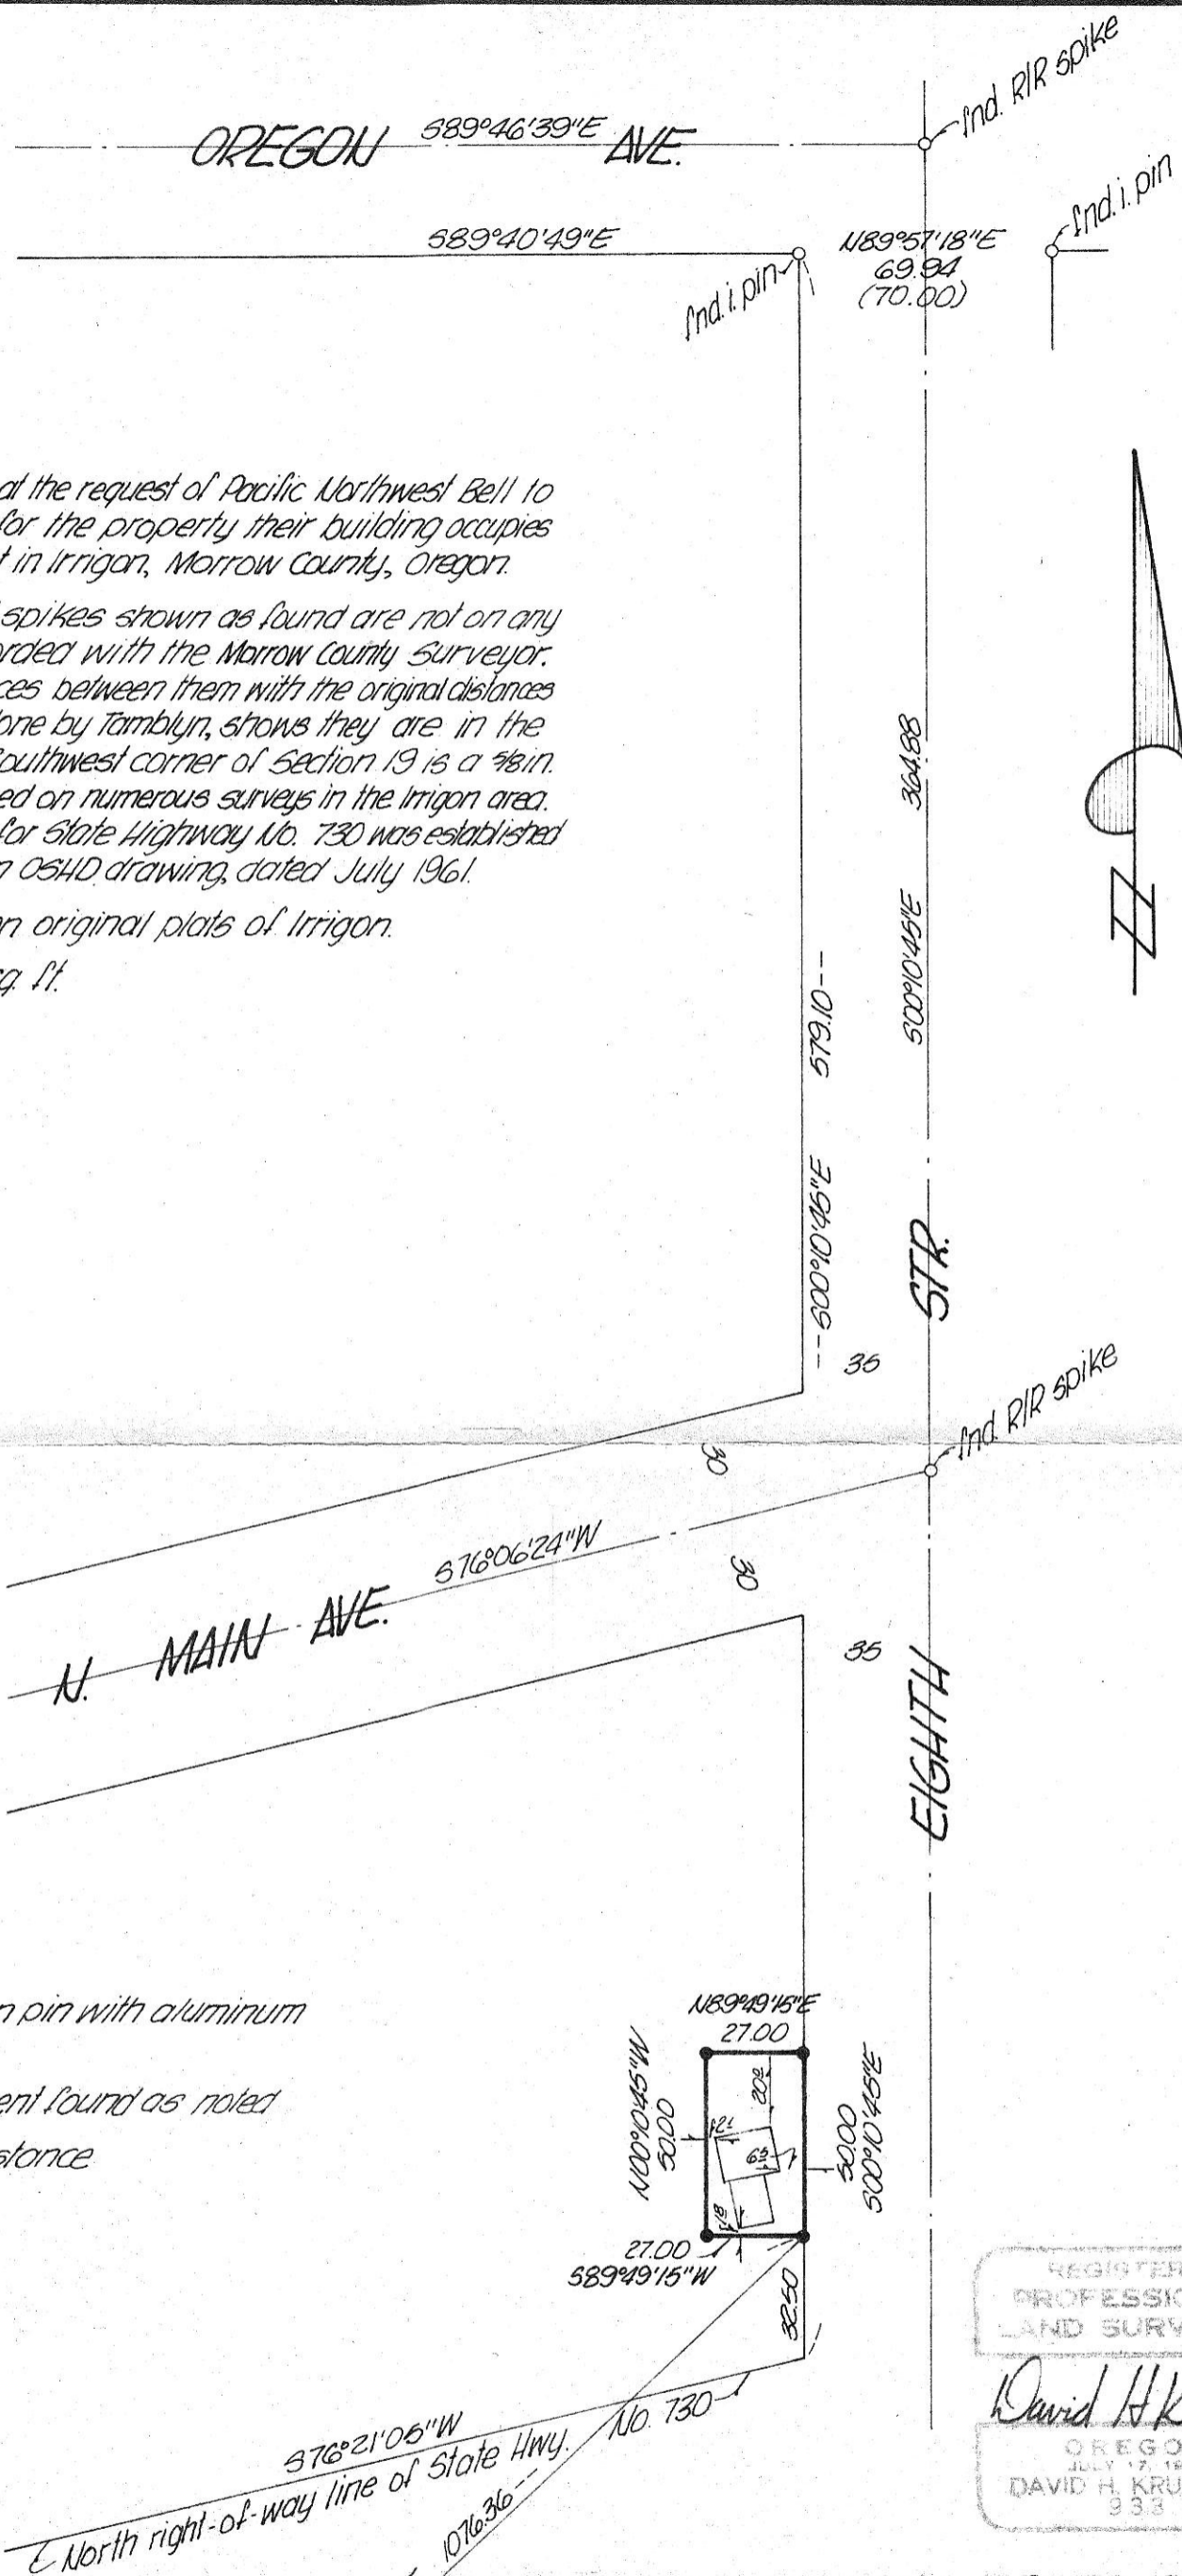 OREGON AVE.
S89°46'39"E
fnd. R/R spike
S89°40'49"E
fnd. i. pin
N89°57'18"E
69.94
(70.00)
fnd. i. pin
at the request of Pacific Northwest Bell to
for the property their building occupies
t in Irrigon, Morrow County, Oregon.
spikes shown as found are not on any
orded with the Morrow County Surveyor.
ces between them with the original distances
one by Tamblyn, shows they are in the
Southwest corner of Section 19 is a 5/8 in.
ed on numerous surveys in the Irrigon area.
for State Highway No. 730 was established
n OSHD drawing, dated July 1961.
n original plats of Irrigon.
q. ft.
S00°10'45"E 364.88
S00°10'45"E 579.10
N
EIGHTH STR.
35
fnd. R/R spike
30
S76°06'24"W
30
N. MAIN AVE.
35
n pin with aluminum
ent found as noted
stance
N89°49'15"E
27.00
N00°10'45"W
50.00
50.00
S00°10'45"E
27.00
S89°49'15"W
32.50
S76°21'05"W
North right-of-way line of State Hwy. No. 730
1076.36
REGISTER
PROFESSIO
LAND SURV
David H K
OREGO
DAVID H. KRU
933